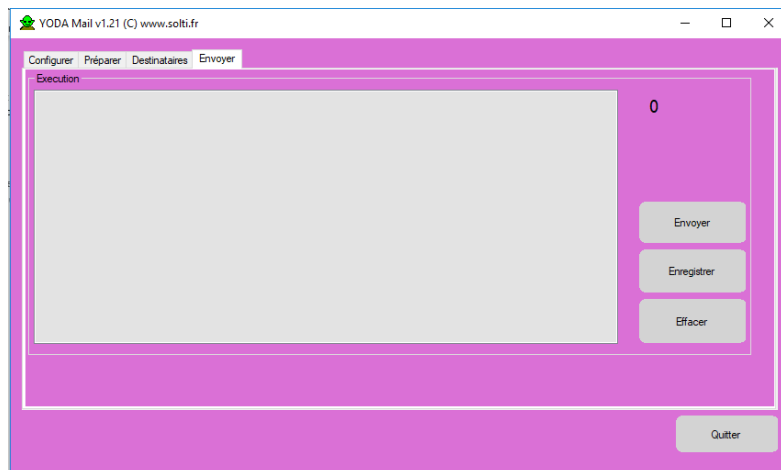 YODA Mail v1.21 (C) www.solti.fr
Configurer Préparer Destinataires Envoyer
Execution
0
Envoyer
Enregistrer
Effacer
Quitter